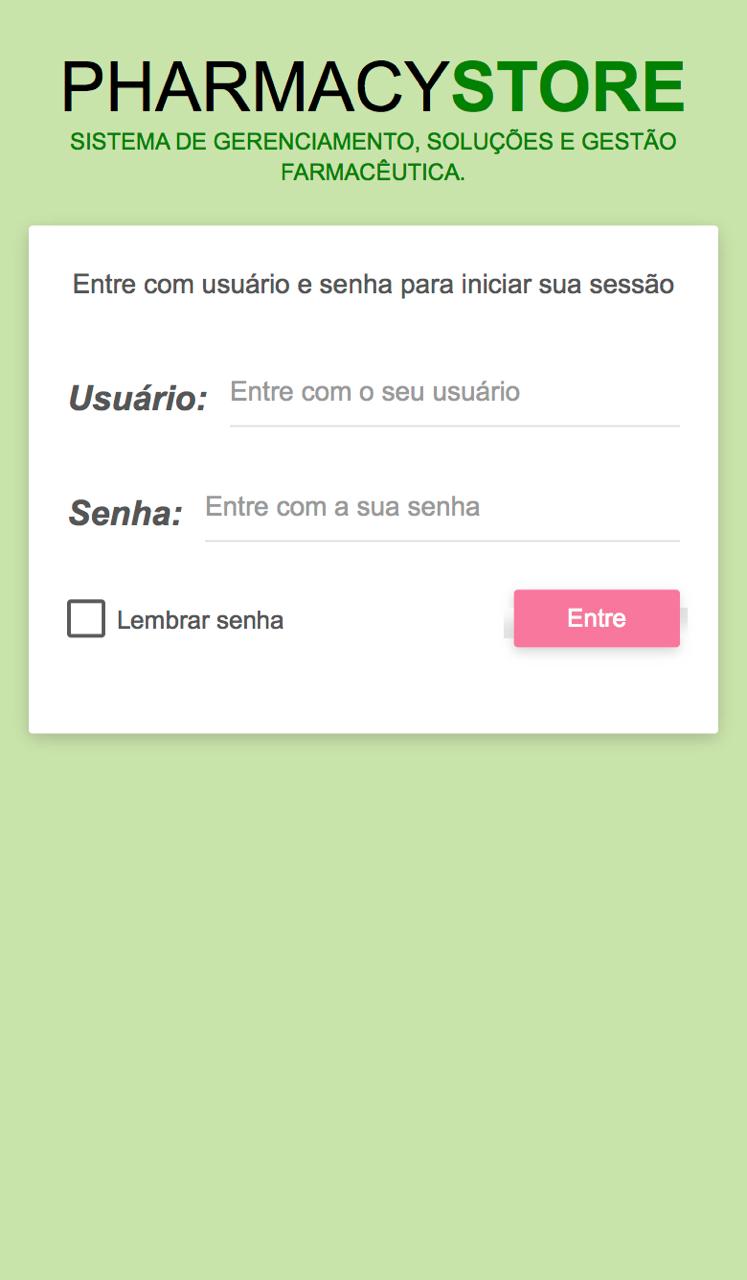 PHARMACYSTORE
SISTEMA DE GERENCIAMENTO, SOLUÇÕES E GESTÃO
FARMACÊUTICA.
Entre com usuário e senha para iniciar sua sessão
Usuário: Entre com o seu usuário
Senha: Entre com a sua senha
Lembrar senha Entre